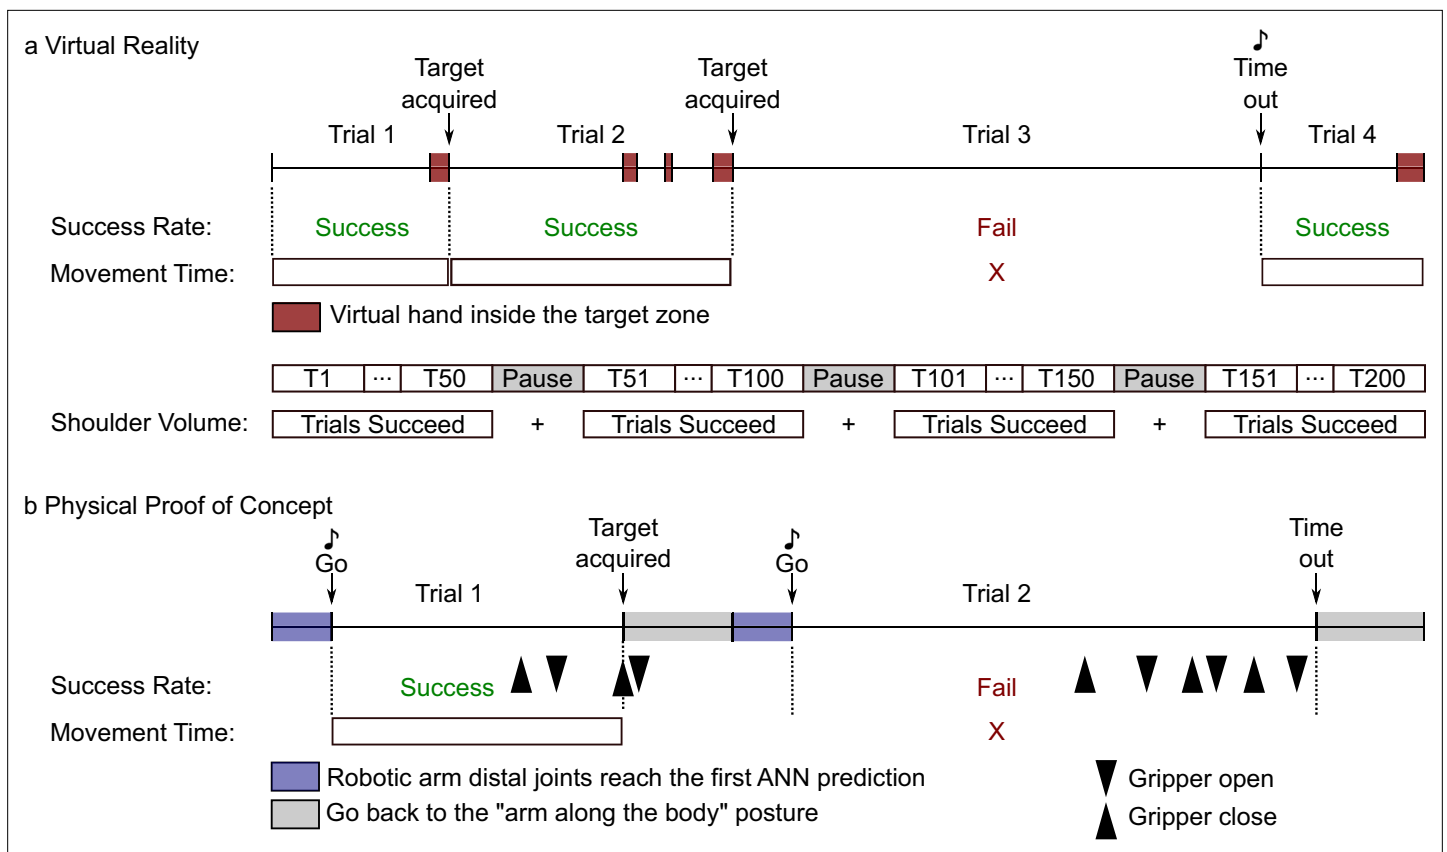 a Virtual Reality
♪
Target acquired
Target acquired
Time out
Trial 1
Trial 2
Trial 3
Trial 4
Success Rate: Success Success Fail Success
Movement Time: X
Virtual hand inside the target zone
T1 ... T50 Pause T51 ... T100 Pause T101 ... T150 Pause T151 ... T200
Shoulder Volume: Trials Succeed + Trials Succeed + Trials Succeed + Trials Succeed
b Physical Proof of Concept
♪ Go
Target acquired
♪ Go
Time out
Trial 1
Trial 2
Success Rate: Success Fail
Movement Time: X
Robotic arm distal joints reach the first ANN prediction
Go back to the "arm along the body" posture
Gripper open
Gripper close